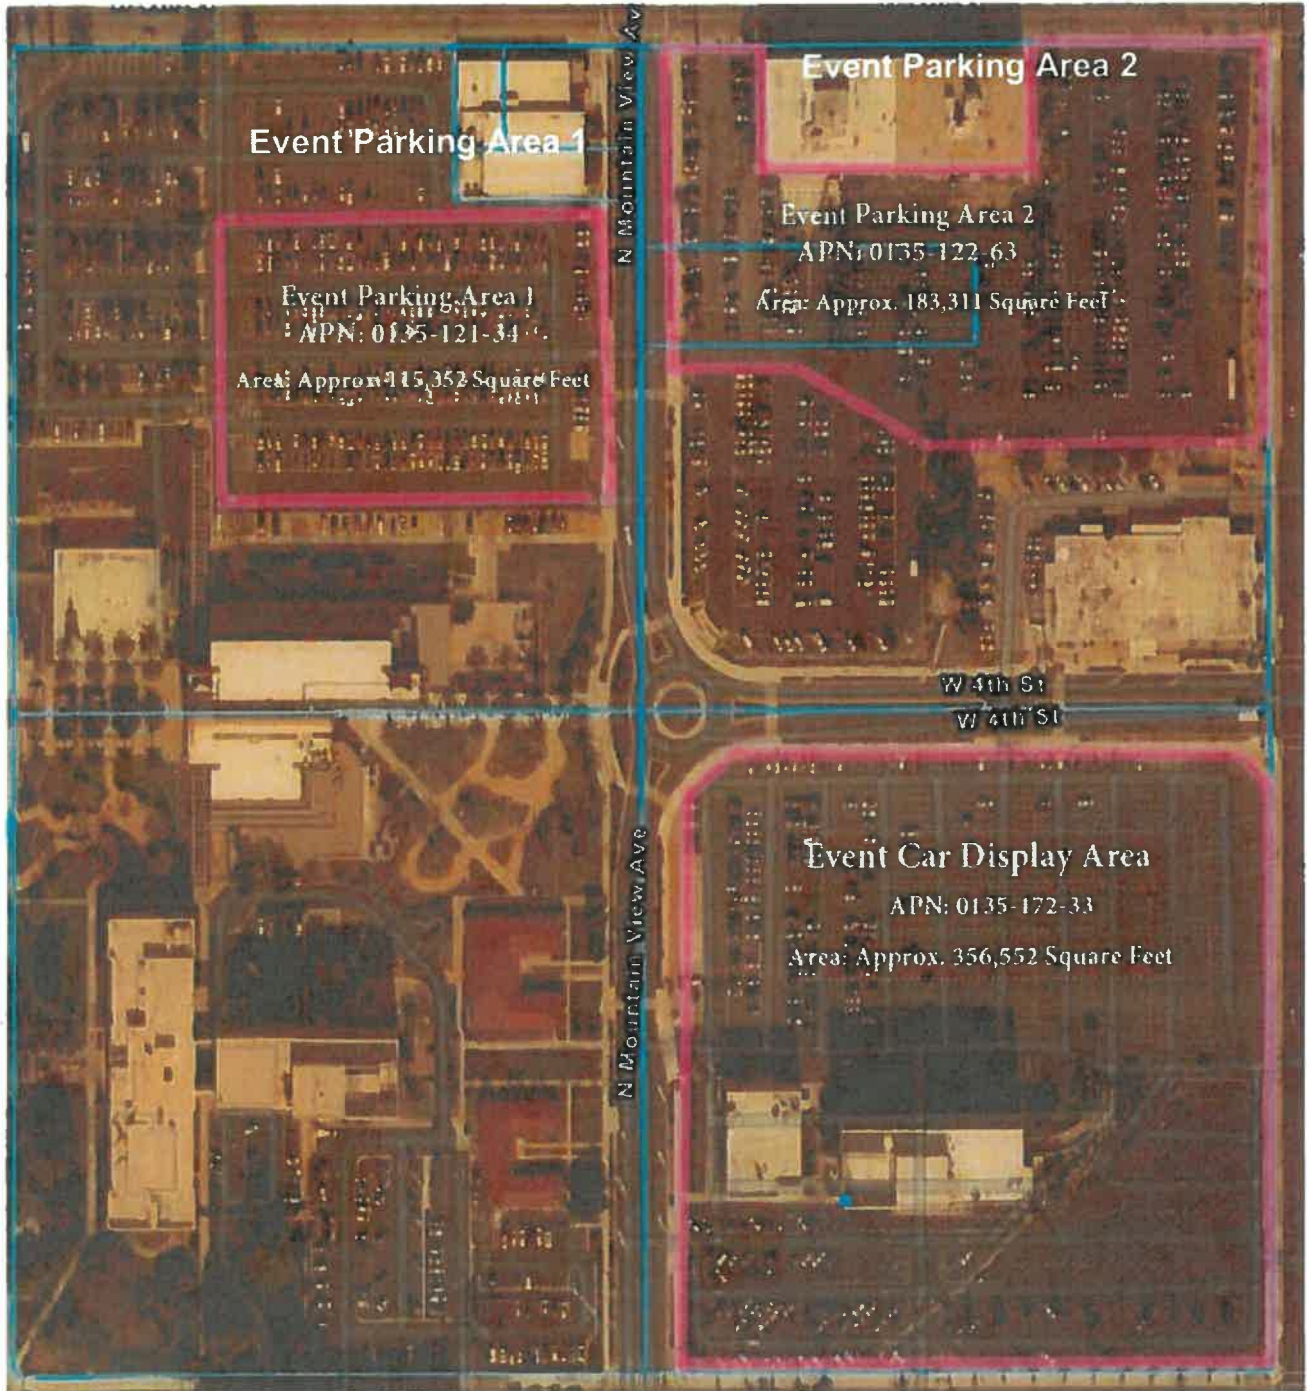 Event Parking Area 2
Event Parking Area 1
N Mountain View Av
Event Parking Area 2
APN: 0135-122-63
Area: Approx. 183,311 Square Feet
Event Parking Area 1
APN: 0135-121-34
Area: Approx 115,352 Square Feet
W 4th St
W 4th St
Event Car Display Area
APN: 0135-172-33
Area: Approx. 356,552 Square Feet
N Mountain View Ave